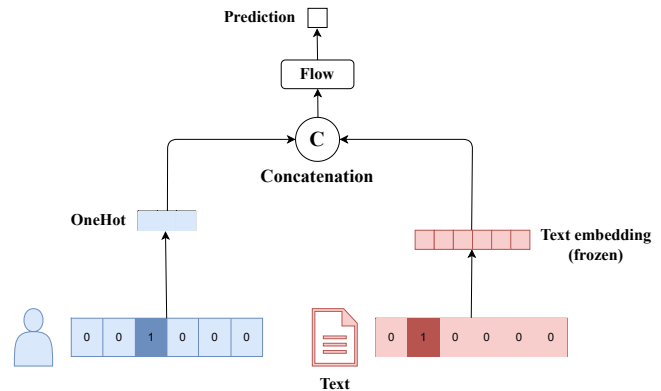 Prediction
Flow
C
Concatenation
OneHot
Text embedding
(frozen)
0 0 1 0 0 0
0 1 0 0 0 0
Text